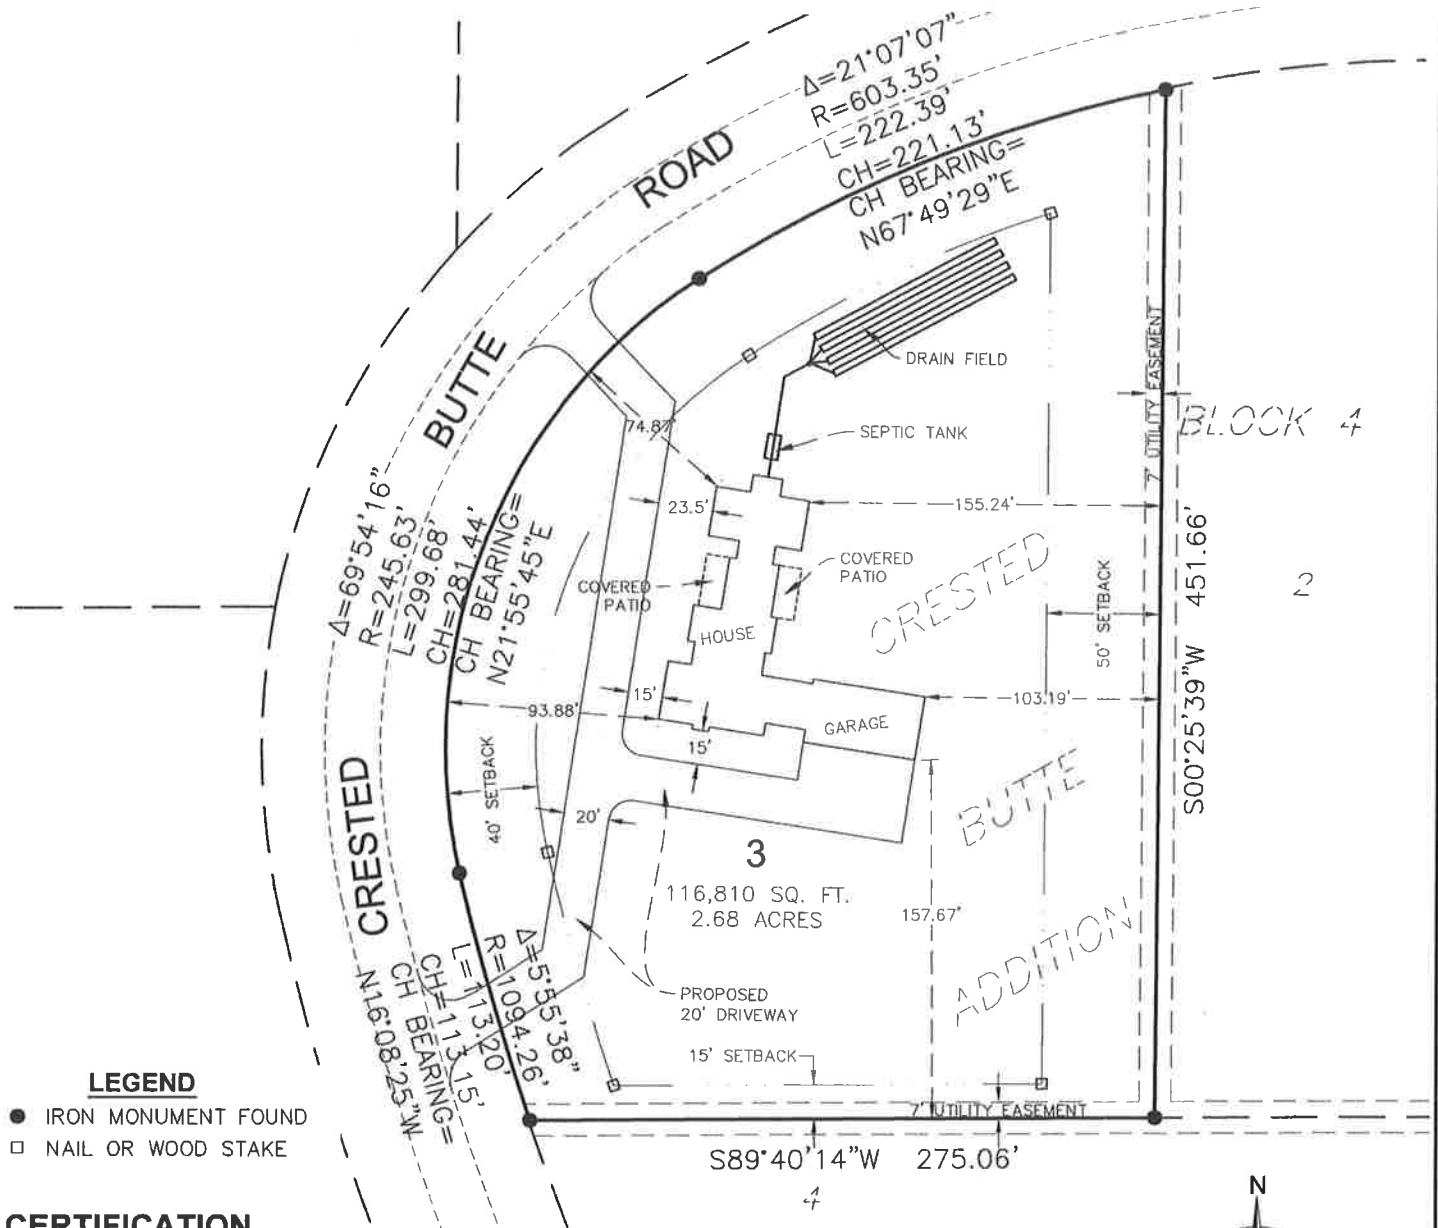 Δ=21°07'07"
R=603.35'
L=222.39'
CH=221.13'
CH BEARING=
N67°49'29"E
ROAD
BUTTE
CRESTED
DRAIN FIELD
SEPTIC TANK
7' UTILITY EASEMENT
BLOCK 4
74.87'
23.5'
155.24'
Δ=69°54'16"
R=245.63'
L=299.68'
CH=281.44'
CH BEARING=
N21°55'45"E
COVERED
PATIO
COVERED
PATIO
HOUSE
CRESTED
50' SETBACK
2
S00°25'39"W 451.66'
15'
93.88'
103.19'
GARAGE
15'
40' SETBACK
20'
BUTTE
3
116,810 SQ. FT.
2.68 ACRES
157.67'
ADDITION
Δ=5°55'38"
R=1094.26'
L=113.20'
CH=113.15'
CH BEARING=
N16°08'25"W
PROPOSED
20' DRIVEWAY
15' SETBACK
7' UTILITY EASEMENT
S89°40'14"W 275.06'
4
LEGEND
IRON MONUMENT FOUND
NAIL OR WOOD STAKE
N
CERTIFICATION